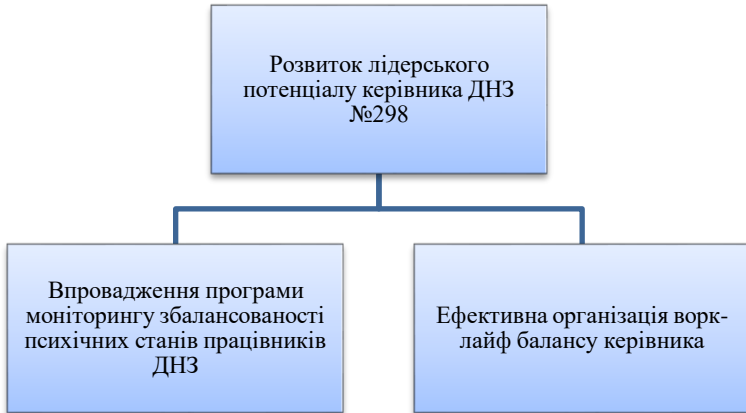 Розвиток лідерського
потенціалу керівника ДНЗ
№298
Впровадження програми
моніторингу збалансованості
психічних станів працівників
ДНЗ
Ефективна організація ворк-
лайф балансу керівника